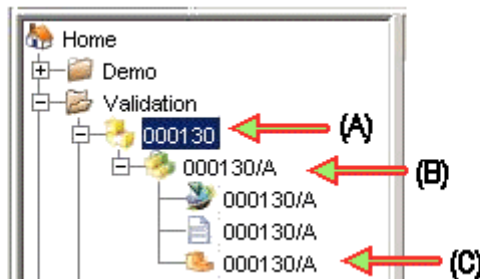 Home
Demo
Validation
000130 (A)
000130/A (B)
000130/A
000130/A
000130/A (C)